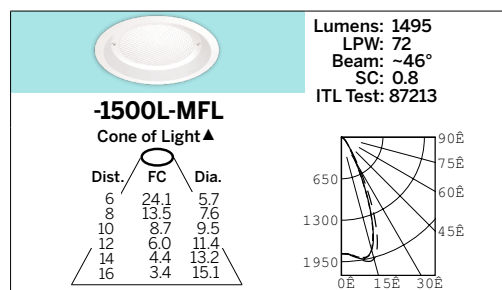 Lumens: 1495
LPW: 72
Beam: ~46°
SC: 0.8
ITL Test: 87213
-1500L-MFL
Cone of Light▲
Dist. FC Dia.
6 24.1 5.7
8 13.5 7.6
10 8.7 9.5
12 6.0 11.4
14 4.4 13.2
16 3.4 15.1
90Ê
75Ê
650
60Ê
1300
45Ê
1950
0Ê 15Ê 30Ê